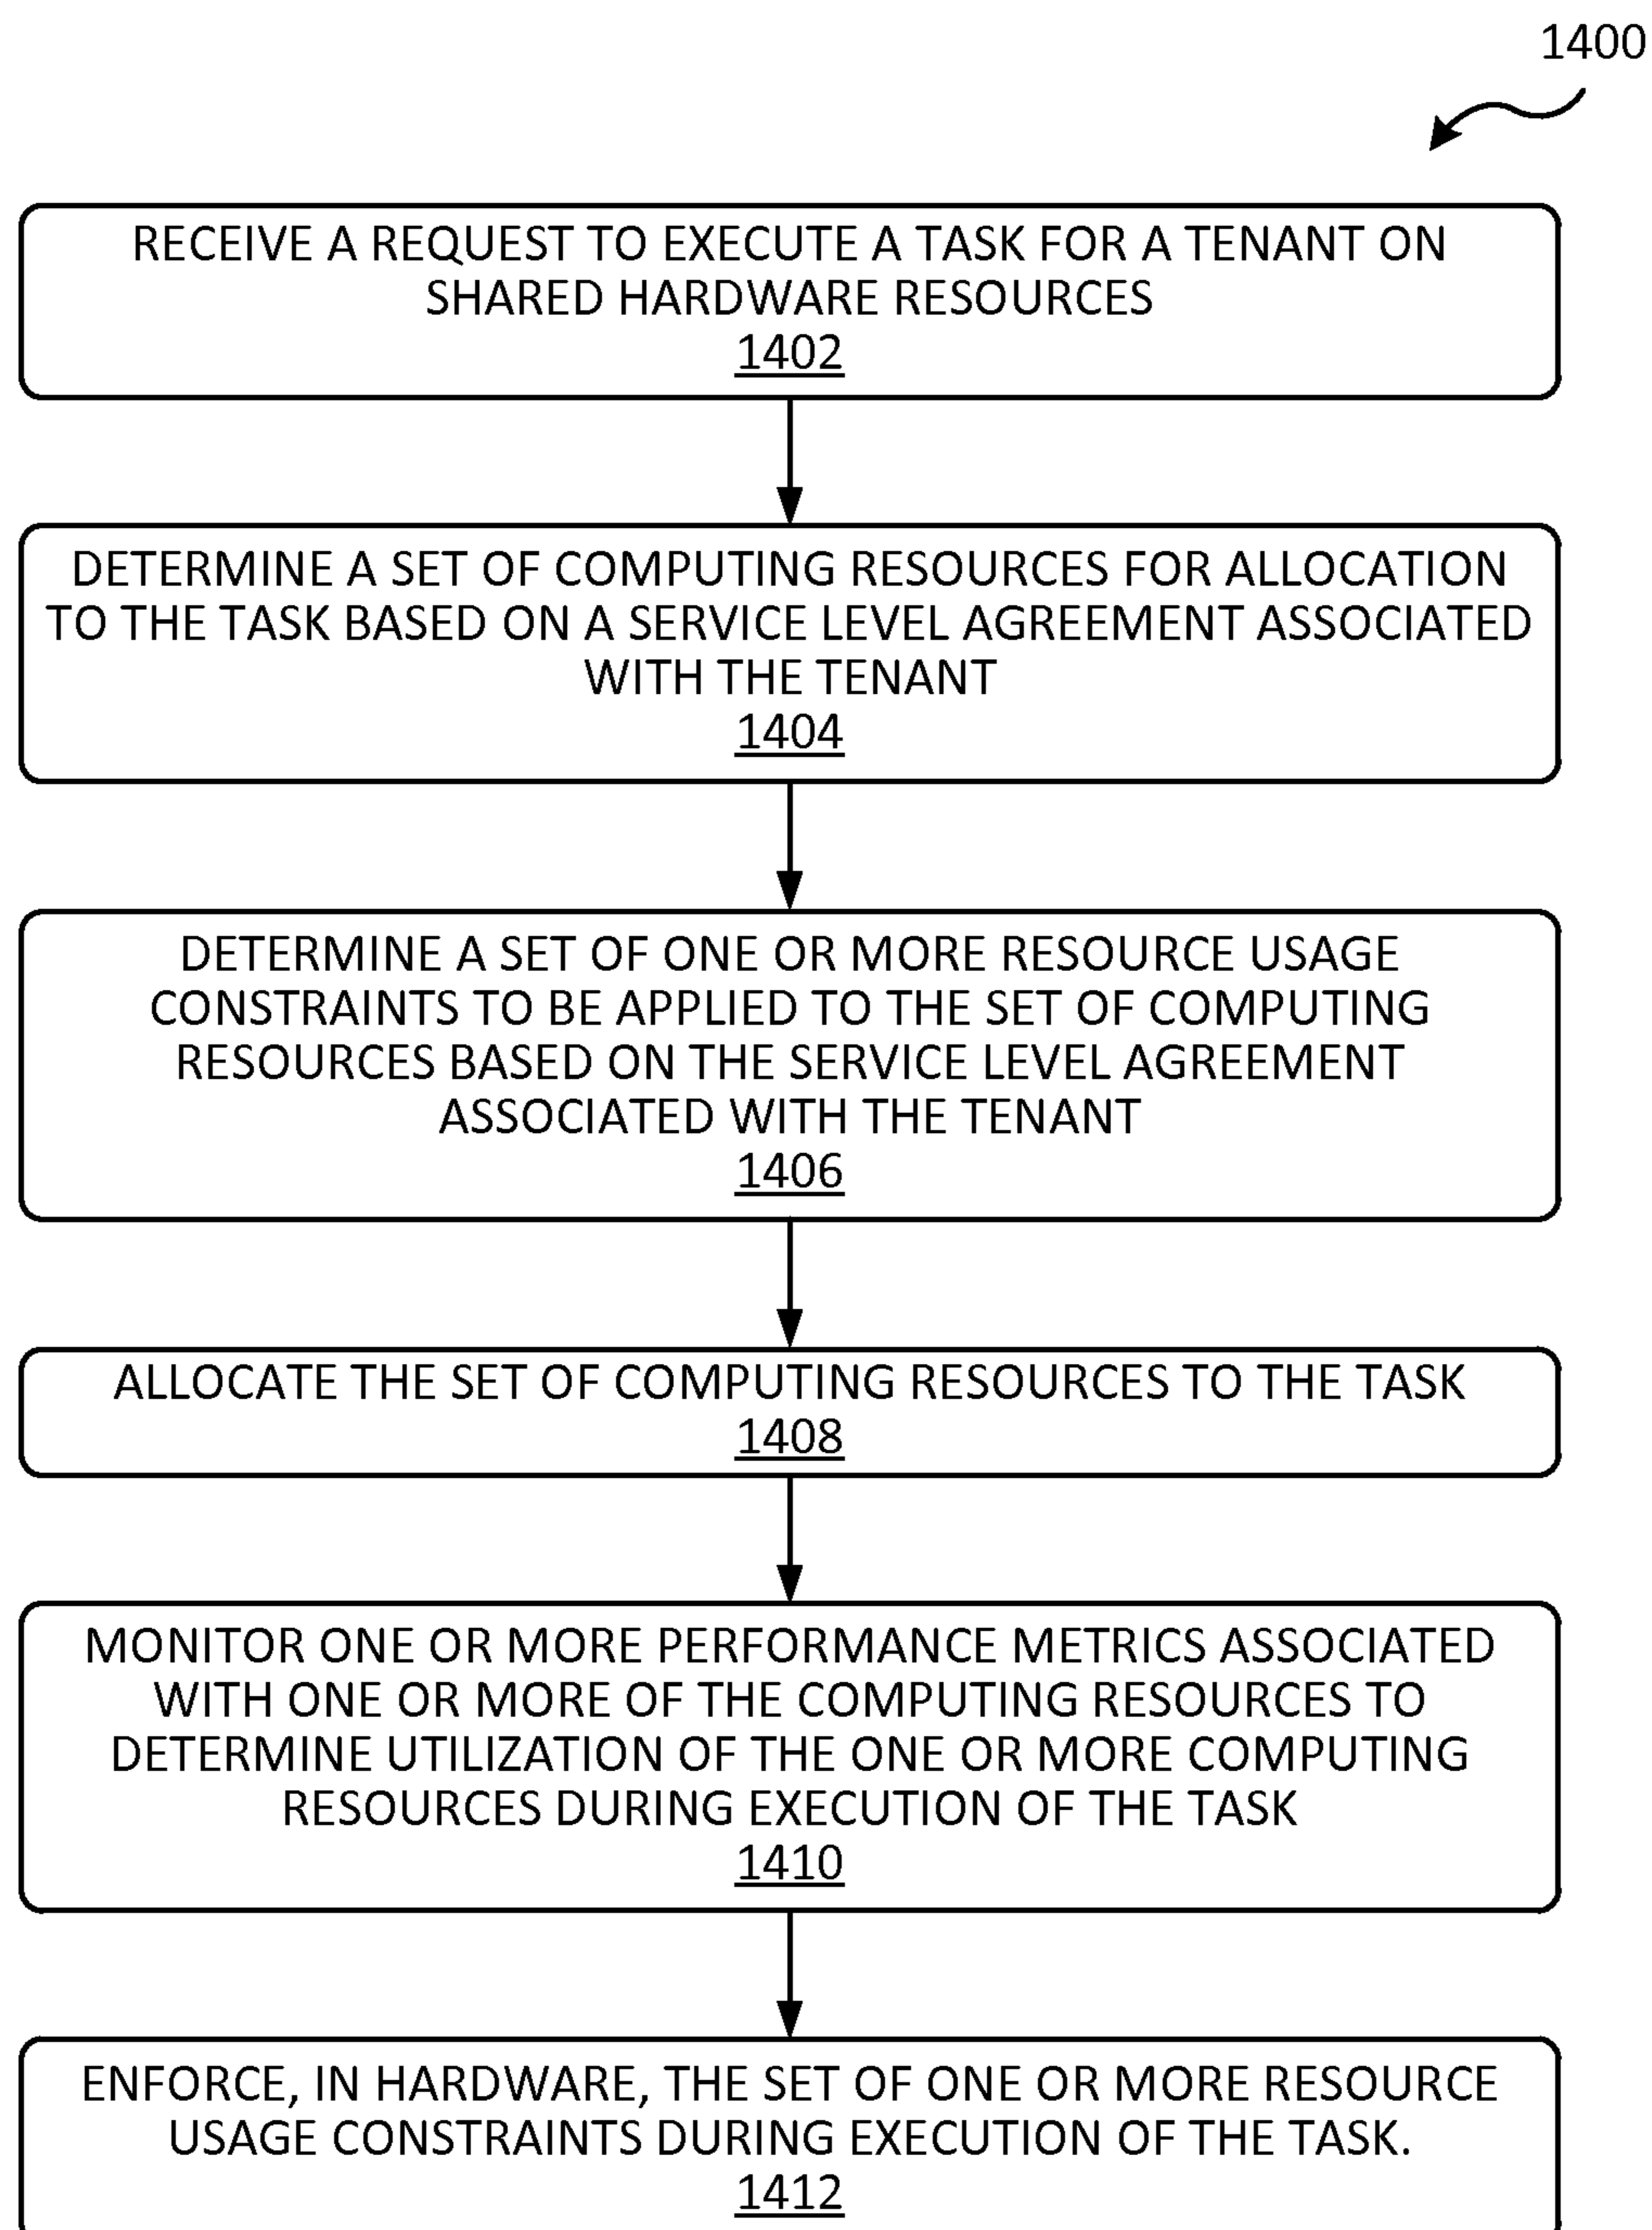 1400
RECEIVE A REQUEST TO EXECUTE A TASK FOR A TENANT ON
SHARED HARDWARE RESOURCES
1402
DETERMINE A SET OF COMPUTING RESOURCES FOR ALLOCATION
TO THE TASK BASED ON A SERVICE LEVEL AGREEMENT ASSOCIATED
WITH THE TENANT
1404
DETERMINE A SET OF ONE OR MORE RESOURCE USAGE
CONSTRAINTS TO BE APPLIED TO THE SET OF COMPUTING
RESOURCES BASED ON THE SERVICE LEVEL AGREEMENT
ASSOCIATED WITH THE TENANT
1406
ALLOCATE THE SET OF COMPUTING RESOURCES TO THE TASK
1408
MONITOR ONE OR MORE PERFORMANCE METRICS ASSOCIATED
WITH ONE OR MORE OF THE COMPUTING RESOURCES TO
DETERMINE UTILIZATION OF THE ONE OR MORE COMPUTING
RESOURCES DURING EXECUTION OF THE TASK
1410
ENFORCE, IN HARDWARE, THE SET OF ONE OR MORE RESOURCE
USAGE CONSTRAINTS DURING EXECUTION OF THE TASK.
1412